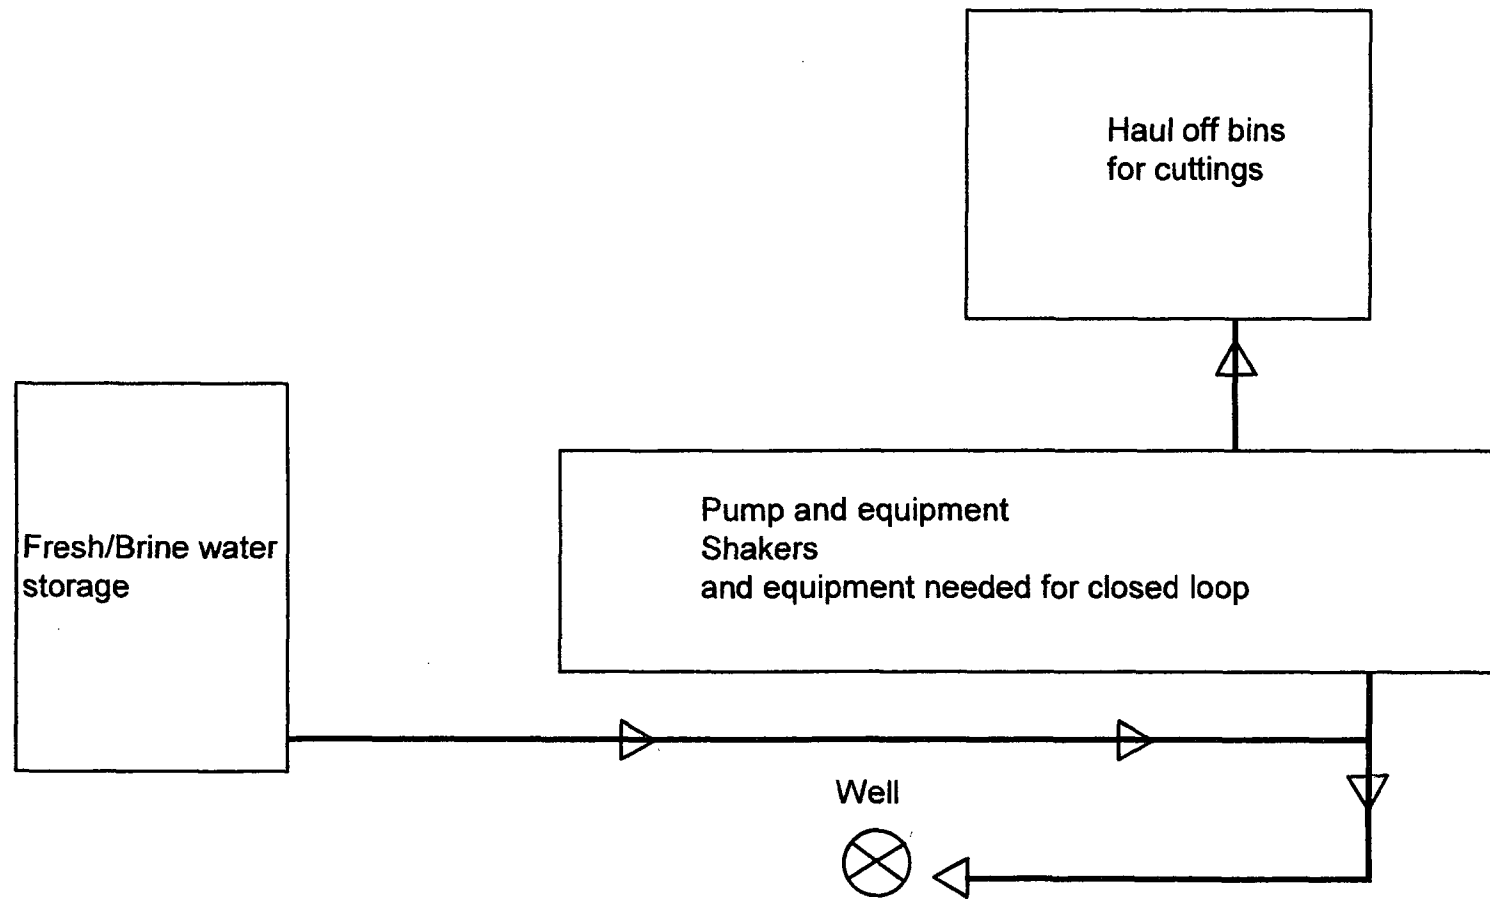 Haul off bins
for cuttings
Fresh/Brine water
storage
Pump and equipment
Shakers
and equipment needed for closed loop
Well